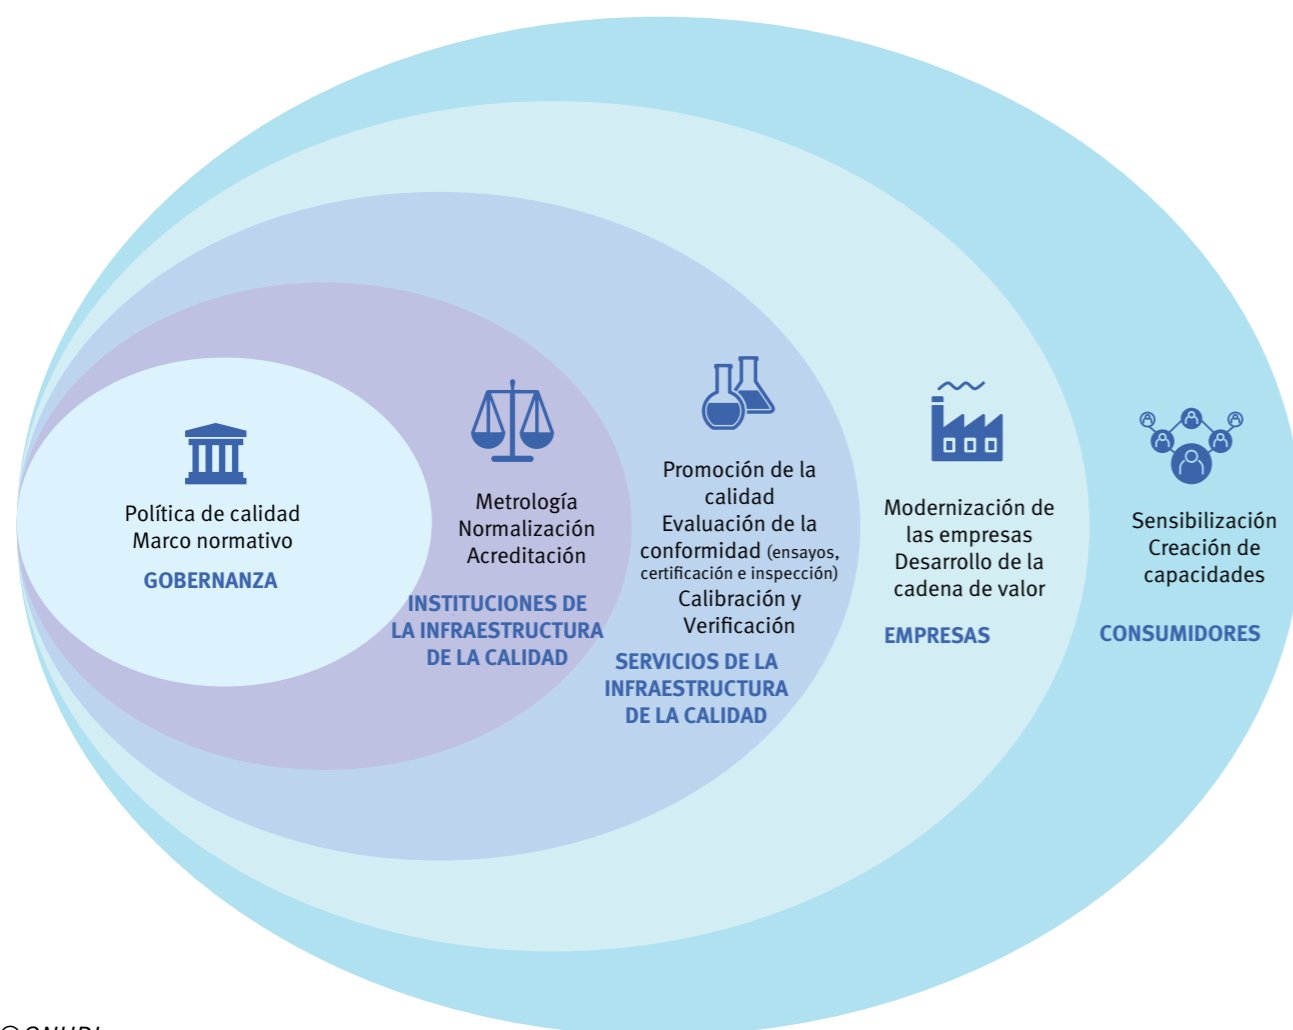 Política de calidad
Marco normativo
GOBERNANZA
Metrología
Normalización
Acreditación
INSTITUCIONES DE
LA INFRAESTRUCTURA
DE LA CALIDAD
Promoción de la
calidad
Evaluación de la
conformidad (ensayos,
certificación e inspección)
Calibración y
Verificación
SERVICIOS DE LA
INFRAESTRUCTURA
DE LA CALIDAD
Modernización de
las empresas
Desarrollo de la
cadena de valor
EMPRESAS
Sensibilización
Creación de
capacidades
CONSUMIDORES